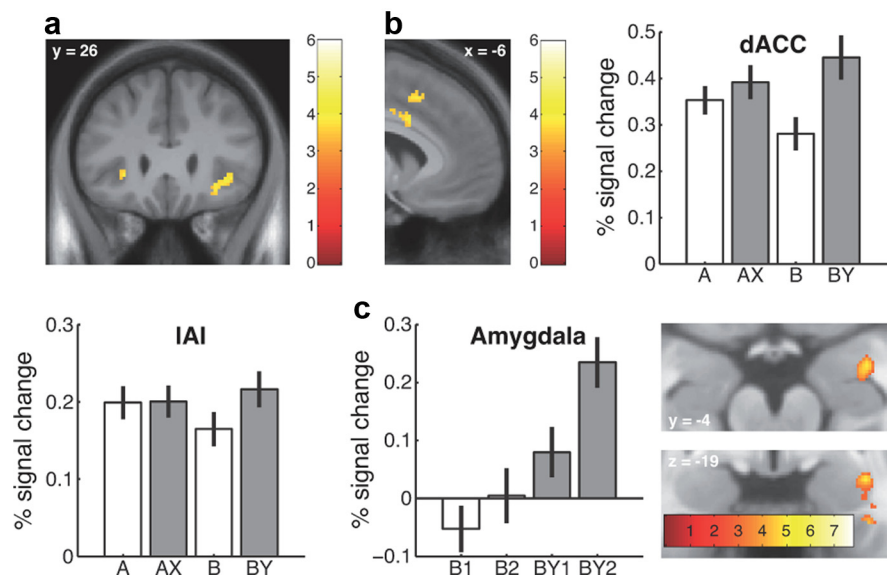 a
y = 26
6
5
4
3
2
1
0
b
x = -6
6
5
4
3
2
1
0
dACC
% signal change
0.5
0.4
0.3
0.2
0.1
0
A AX B BY
lAI
% signal change
0.3
0.2
0.1
0
A AX B BY
c
Amygdala
% signal change
0.3
0.2
0.1
0
−0.1
B1 B2 BY1 BY2
y = -4
z = -19
1 2 3 4 5 6 7